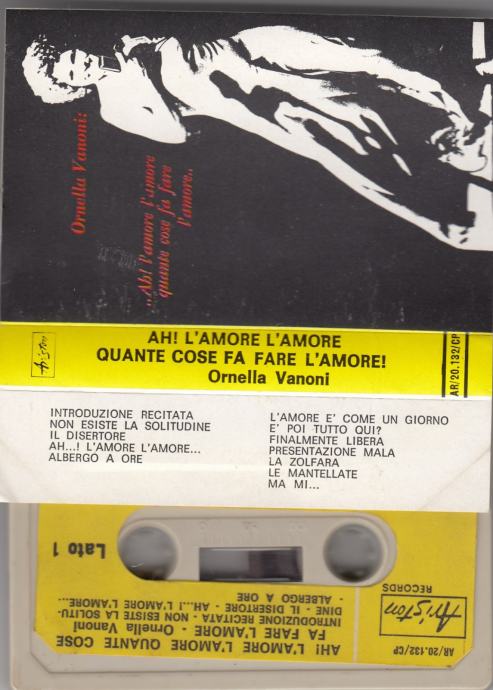 Ornella Vanoni:
..Ah! l'amore l'amore
quante cose fa fare
l'amore..
Ariston
AH! L'AMORE L'AMORE
QUANTE COSE FA FARE L'AMORE!
Ornella Vanoni
AR/20.132/CP
INTRODUZIONE RECITATA
NON ESISTE LA SOLITUDINE
IL DISERTORE
AH...! L'AMORE L'AMORE...
ALBERGO A ORE
L'AMORE E' COME UN GIORNO
E' POI TUTTO QUI?
FINALMENTE LIBERA
PRESENTAZIONE MALA
LA ZOLFARA
LE MANTELLATE
MA MI...
AR/20.132/CP
AH! L'AMORE L'AMORE QUANTE COSE
FA FARE L'AMORE - Ornella Vanoni
INTRODUZIONE RECITATA - NON ESISTE LA SOLITU-
DINE - IL DISERTORE - AH...! L'AMORE L'AMORE...
- ALBERGO A ORE
Ariston
RECORDS
Lato 1